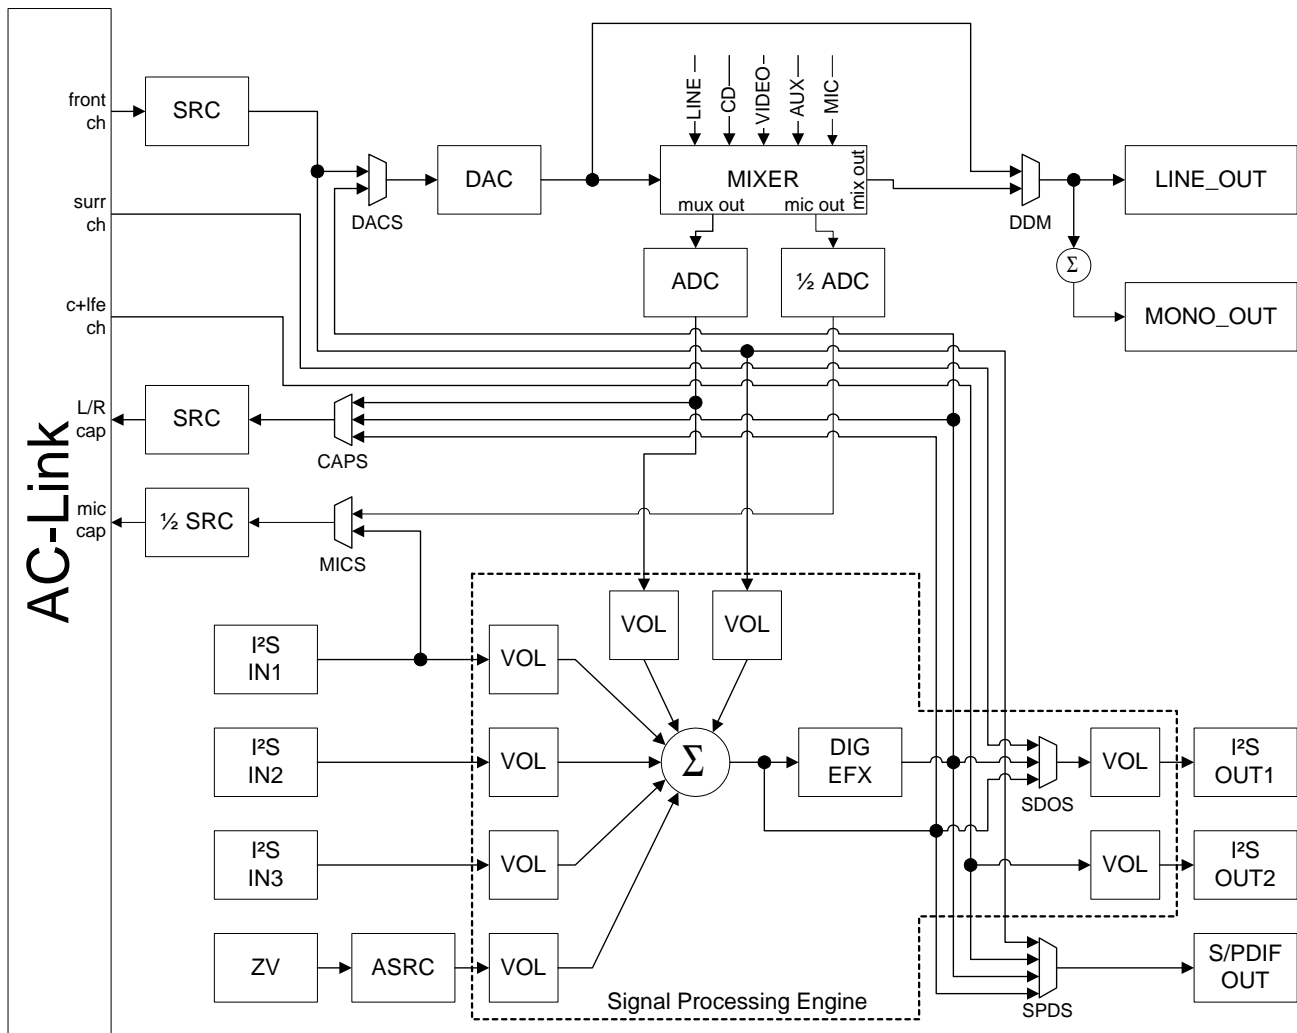 AC-Link
front
ch
SRC
surr
ch
c+lfe
ch
L/R
cap
SRC
mic
cap
½ SRC
DACS
DAC
LINE
CD
VIDEO
AUX
MIC
MIXER
mix out
mux out
mic out
DDM
LINE_OUT
Σ
MONO_OUT
ADC
½ ADC
CAPS
MICS
VOL
VOL
I²S
IN1
VOL
I²S
IN2
VOL
Σ
DIG
EFX
SDOS
VOL
I²S
OUT1
I²S
IN3
VOL
VOL
I²S
OUT2
ZV
ASRC
VOL
Signal Processing Engine
SPDS
S/PDIF
OUT